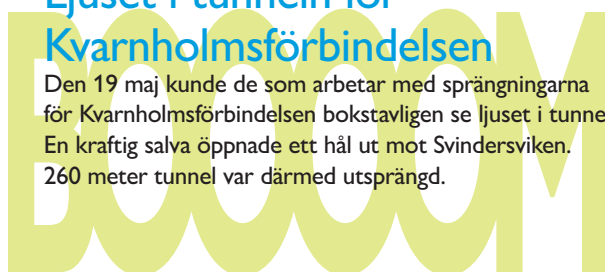 Ljuset i tunneln för
Kvarnholmsförbindelsen
Den 19 maj kunde de som arbetar med sprängningarna
för Kvarnholmsförbindelsen bokstavligen se ljuset i tunne
En kraftig salva öppnade ett hål ut mot Svindersviken.
260 meter tunnel var därmed utsprängd.
BOOOOM